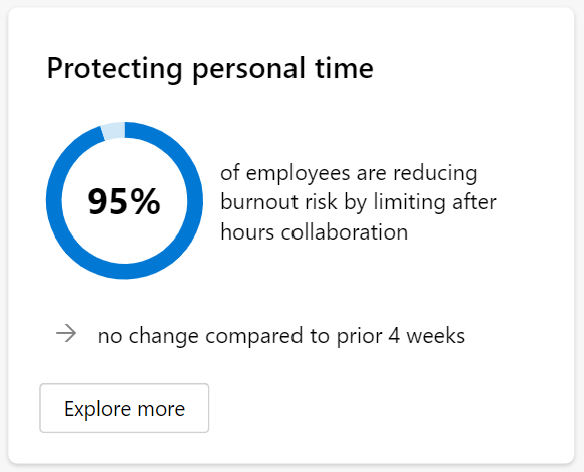 Protecting personal time
95%
of employees are reducing
burnout risk by limiting after
hours collaboration
→ no change compared to prior 4 weeks
Explore more